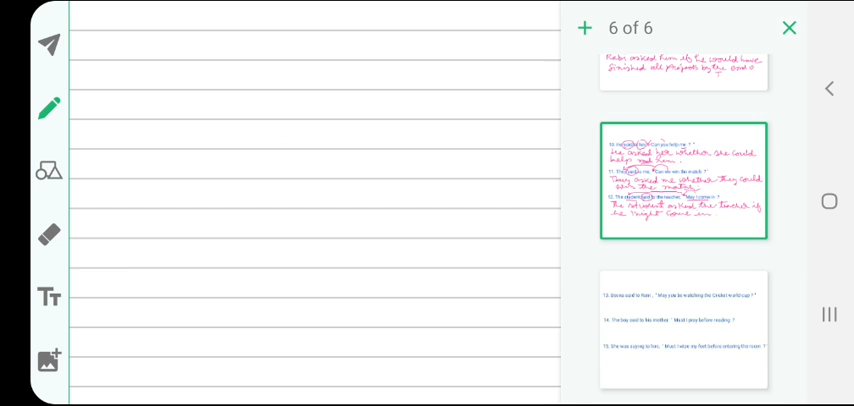 6 of 6
Rabi asked him if he would have
finished all projects by the end o
10. He said to her, " Can you help me ? "
He asked her whether she could
help him.
11. They said to me, " Can we win the match ? "
They asked me whether they could
win the match
12. The student said to the teacher, " May I come in ?
The student asked the teacher if
he might come in
13. Seema said to Ram , " May you be watching the Cricket world cup ? "
14. The boy said to his mother, " Must I pray before reading ?
15. She was saying to him, " Must I wipe my feet before entering the room ?
TT